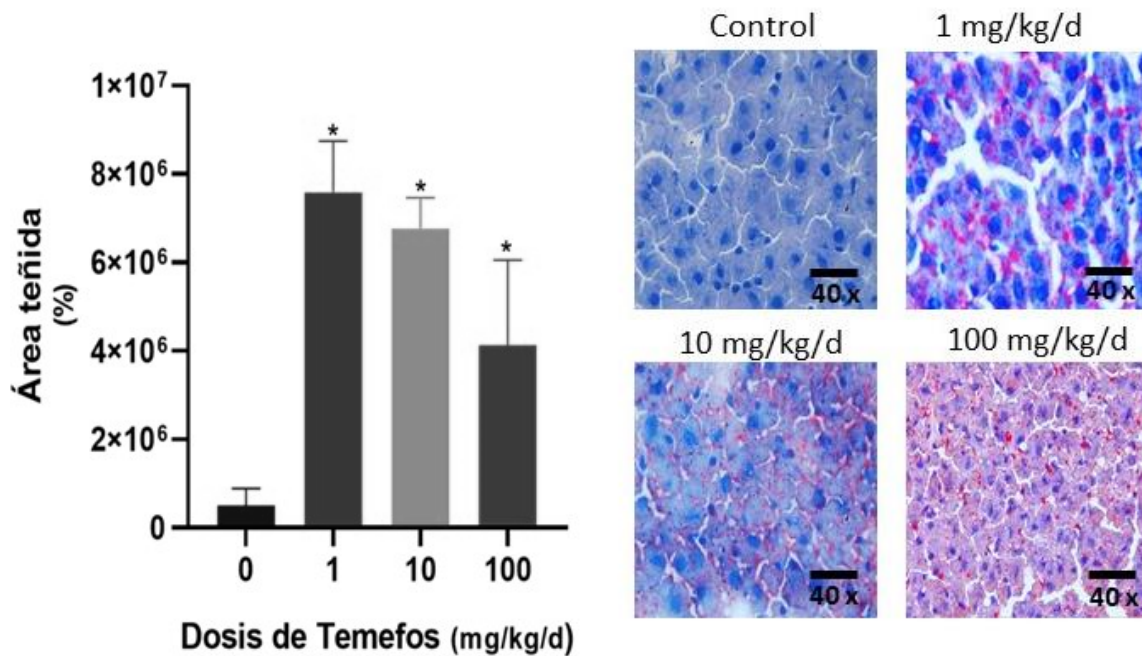 1×10⁷
8×10⁶
6×10⁶
4×10⁶
2×10⁶
0
Área teñida
(%)
*
*
*
0 1 10 100
Dosis de Temefos (mg/kg/d)
Control
1 mg/kg/d
40 x
40 x
10 mg/kg/d
100 mg/kg/d
40 x
40 x